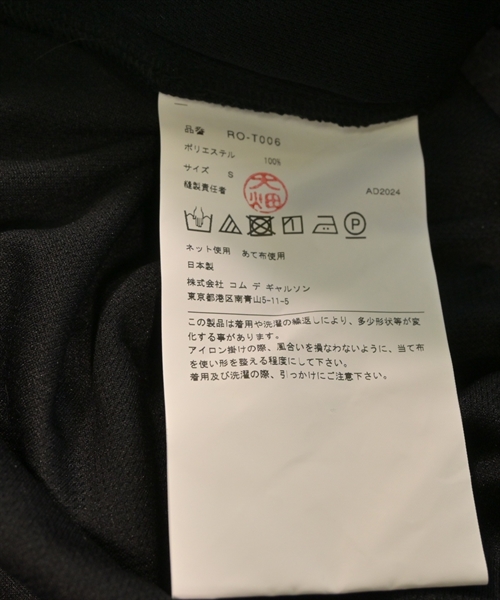 品番 RO-T006
ポリエステル 100%
サイズ S
縫製責任者 大畑 AD2024
P
ネット使用 あて布使用
日本製
株式会社 コム デ ギャルソン
東京都港区南青山5-11-5
この製品は着用や洗濯の繰返しにより、多少形状等が変
化する事があります。
アイロン掛けの際、風合いを損なわないように、当て布
を使い形を整える程度にして下さい。
着用及び洗濯の際、引っかけにご注意下さい。